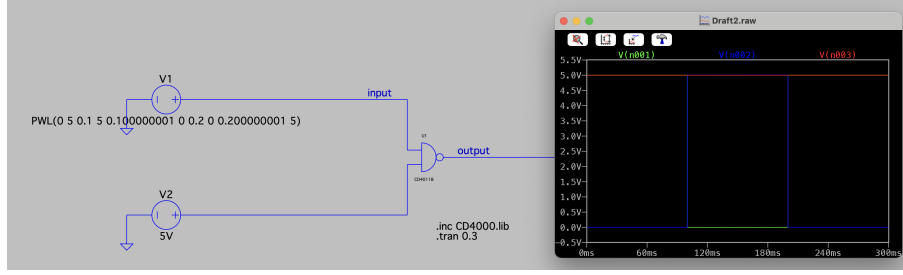 Draft2.raw
V(n001) V(n002) V(n003)
5.5V
5.0V
4.5V
4.0V
3.5V
3.0V
2.5V
2.0V
1.5V
1.0V
0.5V
0.0V
-0.5V
0ms 60ms 120ms 180ms 240ms 300ms
V1
input
PWL(0 5 0.1 5 0.100000001 0 0.2 0 0.200000001 5)
U1
output
CD4011B
V2
5V
.inc CD4000.lib
.tran 0.3